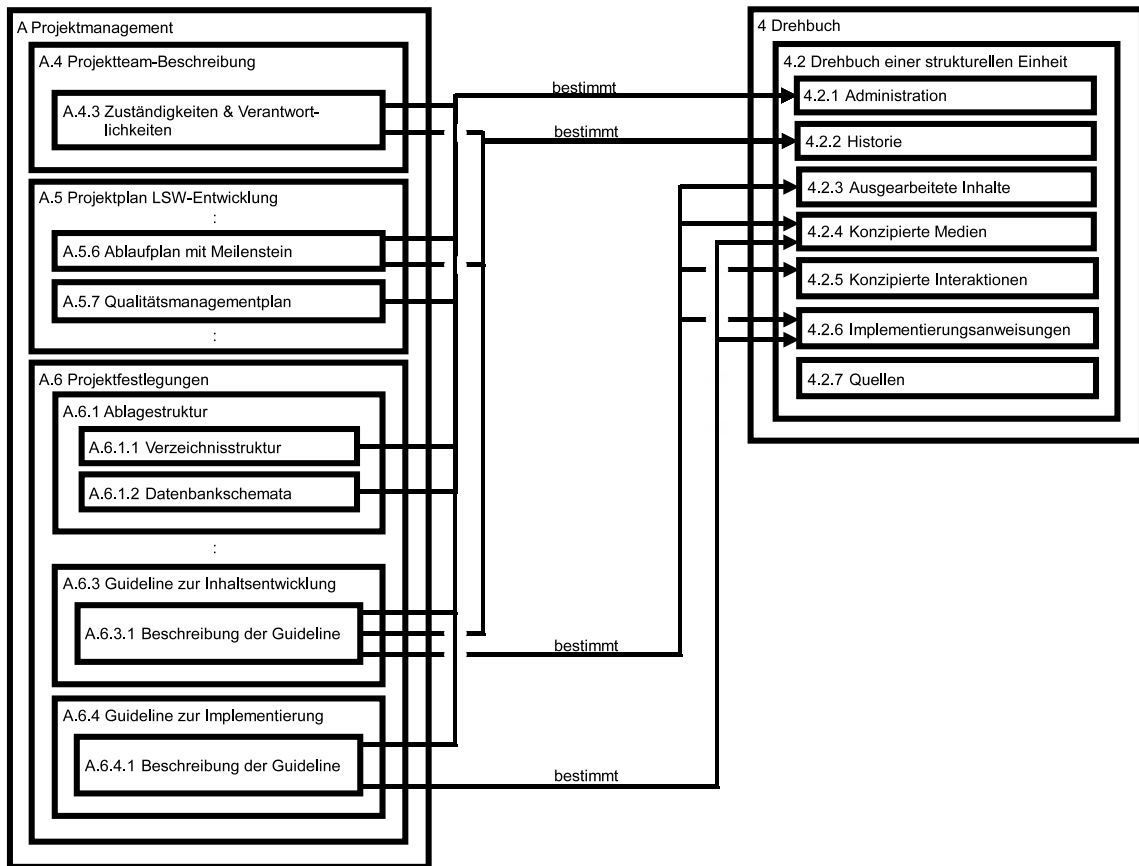 A Projektmanagement
A.4 Projektteam-Beschreibung
A.4.3 Zuständigkeiten & Verantwort-
lichkeiten
A.5 Projektplan LSW-Entwicklung
:
A.5.6 Ablaufplan mit Meilenstein
A.5.7 Qualitätsmanagementplan
:
A.6 Projektfestlegungen
A.6.1 Ablagestruktur
A.6.1.1 Verzeichnisstruktur
A.6.1.2 Datenbankschemata
:
A.6.3 Guideline zur Inhaltsentwicklung
A.6.3.1 Beschreibung der Guideline
A.6.4 Guideline zur Implementierung
A.6.4.1 Beschreibung der Guideline
bestimmt
bestimmt
bestimmt
bestimmt
4 Drehbuch
4.2 Drehbuch einer strukturellen Einheit
4.2.1 Administration
4.2.2 Historie
4.2.3 Ausgearbeitete Inhalte
4.2.4 Konzipierte Medien
4.2.5 Konzipierte Interaktionen
4.2.6 Implementierungsanweisungen
4.2.7 Quellen